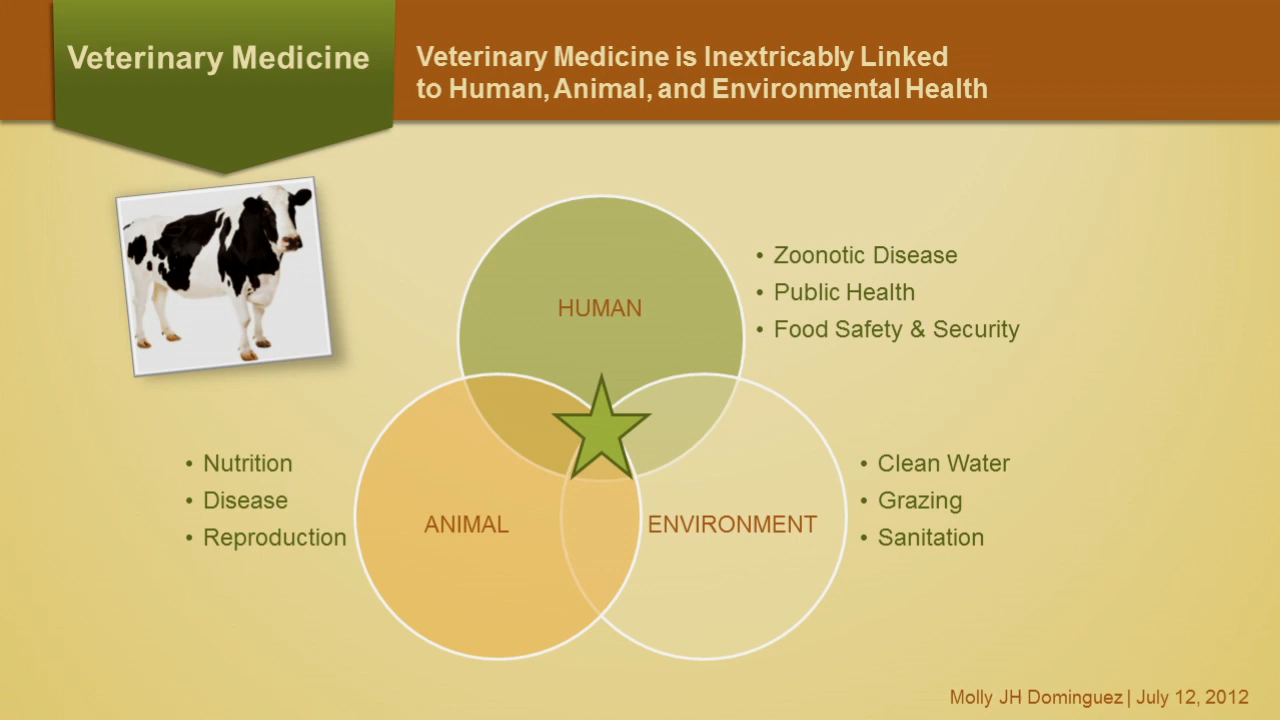 Veterinary Medicine
Veterinary Medicine is Inextricably Linked
to Human, Animal, and Environmental Health
HUMAN
• Zoonotic Disease
• Public Health
• Food Safety & Security
• Nutrition
• Disease
• Reproduction
ANIMAL
ENVIRONMENT
• Clean Water
• Grazing
• Sanitation
Molly JH Dominguez | July 12, 2012